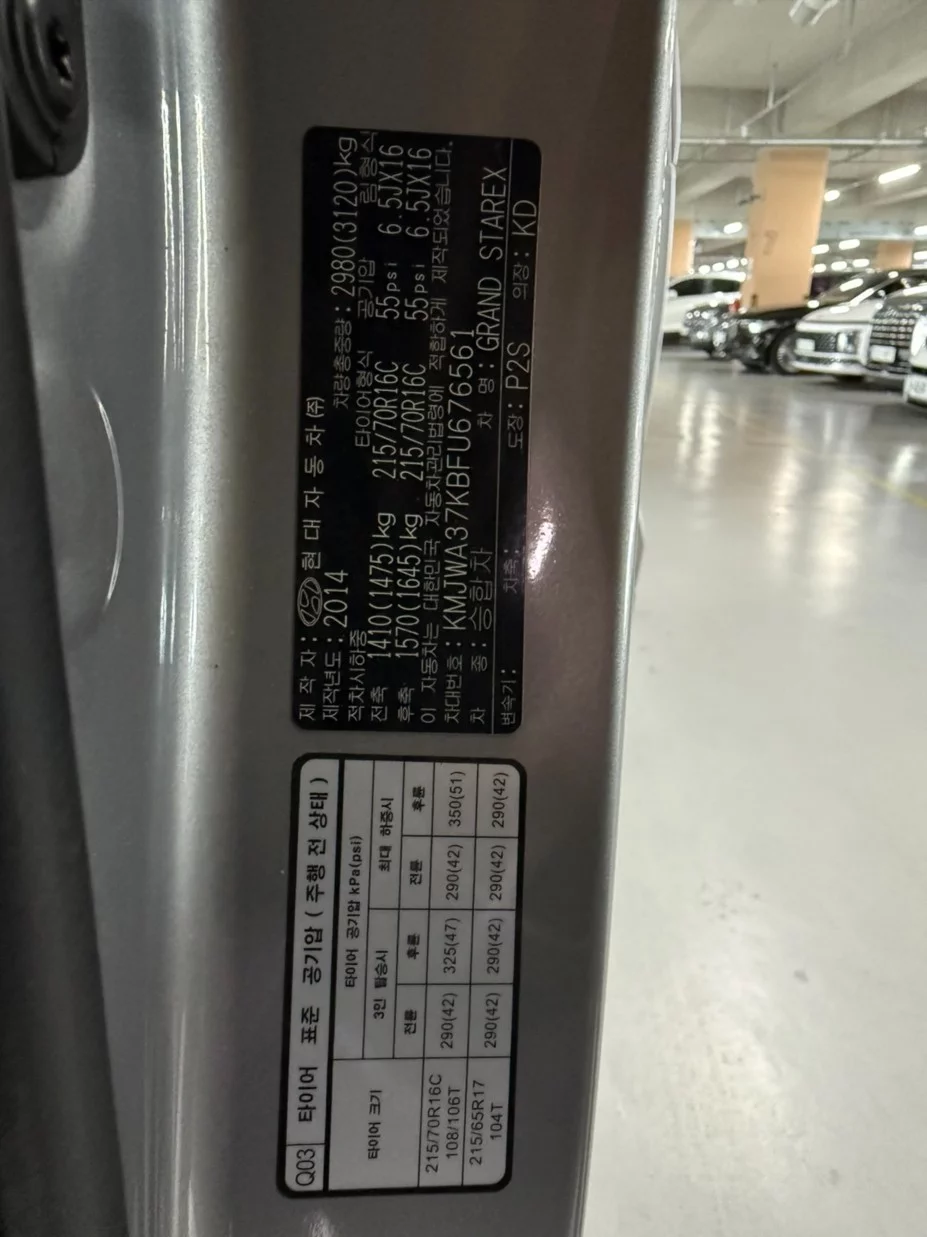 제 작 자 : 현 대 자 동 차 (주)
제작년도 : 2014 차량총중량 : 2980(3120)kg
적차시하중 타이어형식 공기압 림형식
전축 1410(1475)kg 215/70R16C 55psi 6.5JX16
후축 1570(1645)kg 215/70R16C 55psi 6.5JX16
이 자동차는 대한민국 자동차관리법령에 적합하게 제작되었습니다.
차대번호 : KMJWA37KBFU676561
차 종 : 승합차 차 명 : GRAND STAREX
변속기 : 차축 : 도장 : P2S 의장 : KD
Q03 타이어 표준 공기압 ( 주행 전 상태 )
타이어 크기 타이어 공기압 kPa(psi)
3인 탑승시 최대 하중시
전륜 후륜 전륜 후륜
215/70R16C 108/106T 290(42) 325(47) 290(42) 350(51)
215/65R17 104T 290(42) 290(42) 290(42) 290(42)